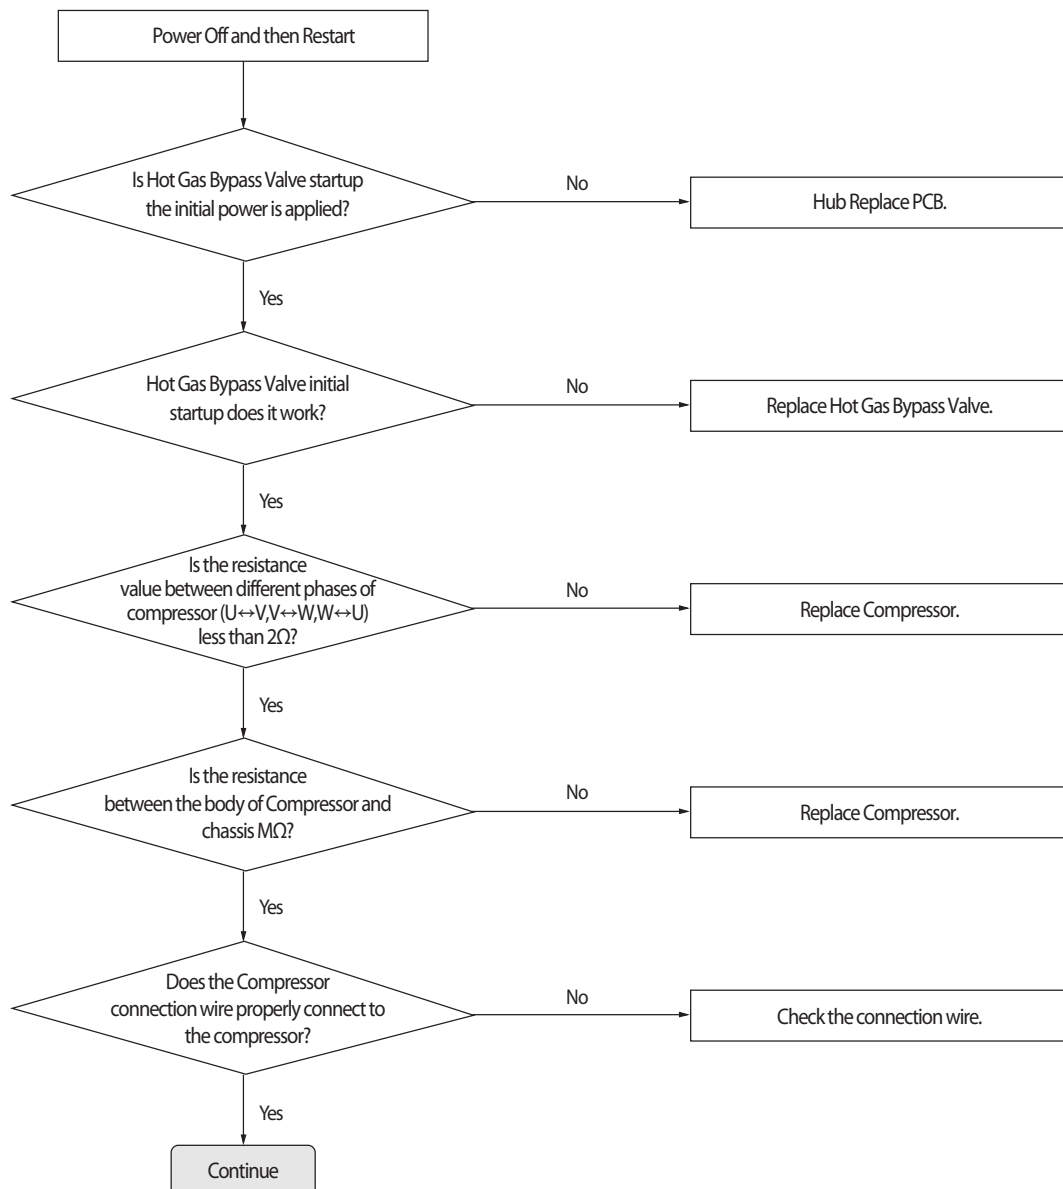 Power Off and then Restart
Is Hot Gas Bypass Valve startup
the initial power is applied?
No
Hub Replace PCB.
Yes
Hot Gas Bypass Valve initial
startup does it work?
No
Replace Hot Gas Bypass Valve.
Yes
Is the resistance
value between different phases of
compressor (U↔V,V↔W,W↔U)
less than 2Ω?
No
Replace Compressor.
Yes
Is the resistance
between the body of Compressor and
chassis MΩ?
No
Replace Compressor.
Yes
Does the Compressor
connection wire properly connect to
the compressor?
No
Check the connection wire.
Yes
Continue